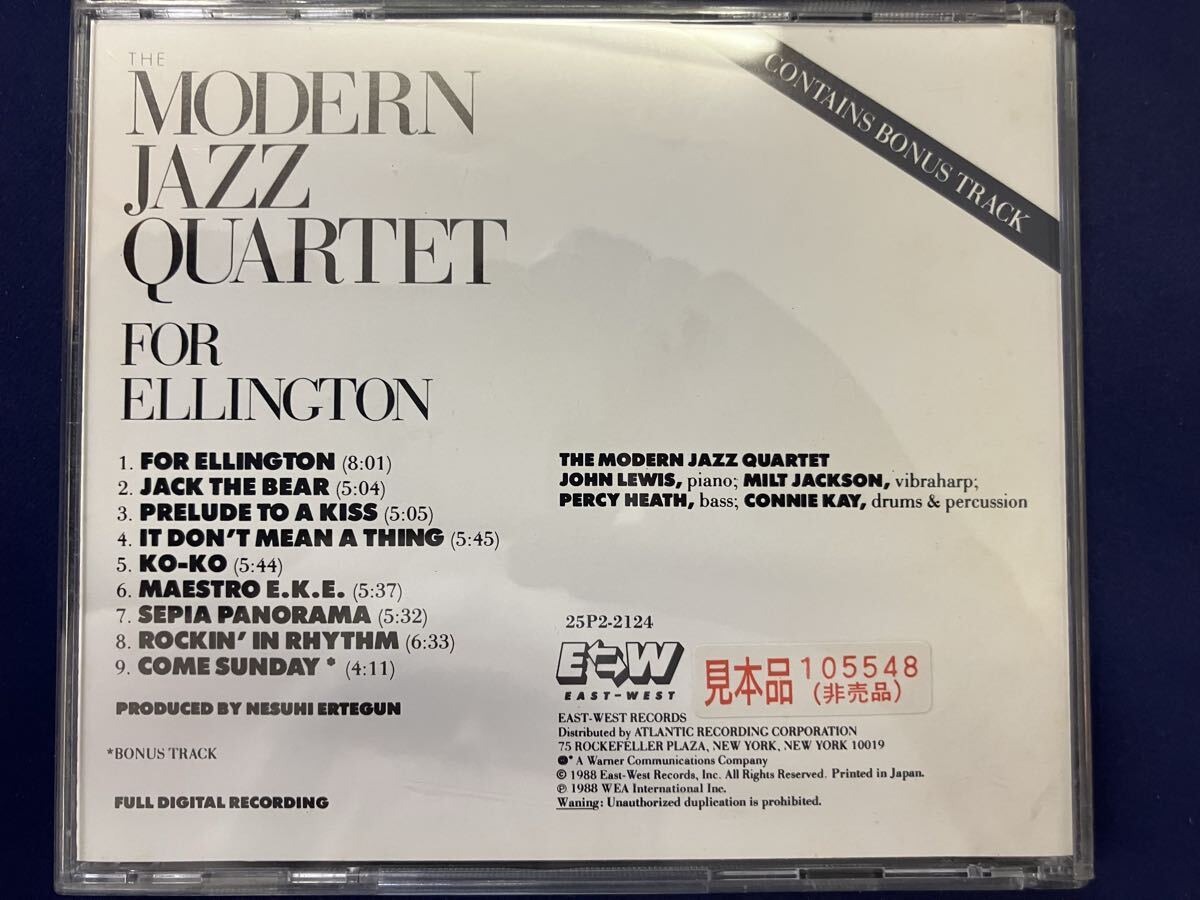 THE
MODERN
JAZZ
QUARTET
FOR
ELLINGTON
CONTAINS BONUS TRACK
1. FOR ELLINGTON (8:01)
2. JACK THE BEAR (5:04)
3. PRELUDE TO A KISS (5:05)
4. IT DON'T MEAN A THING (5:45)
5. KO-KO (5:44)
6. MAESTRO E.K.E. (5:37)
7. SEPIA PANORAMA (5:32)
8. ROCKIN' IN RHYTHM (6:33)
9. COME SUNDAY * (4:11)
PRODUCED BY NESUHI ERTEGUN
*BONUS TRACK
FULL DIGITAL RECORDING
THE MODERN JAZZ QUARTET
JOHN LEWIS, piano; MILT JACKSON, vibraharp;
PERCY HEATH, bass; CONNIE KAY, drums & percussion
25P2-2124
E W
EAST-WEST
見本品 105548
(非売品)
EAST-WEST RECORDS
Distributed by ATLANTIC RECORDING CORPORATION
75 ROCKEFELLER PLAZA, NEW YORK, NEW YORK 10019
A Warner Communications Company
© 1988 East-West Records, Inc. All Rights Reserved. Printed in Japan.
℗ 1988 WEA International Inc.
Waning: Unauthorized duplication is prohibited.